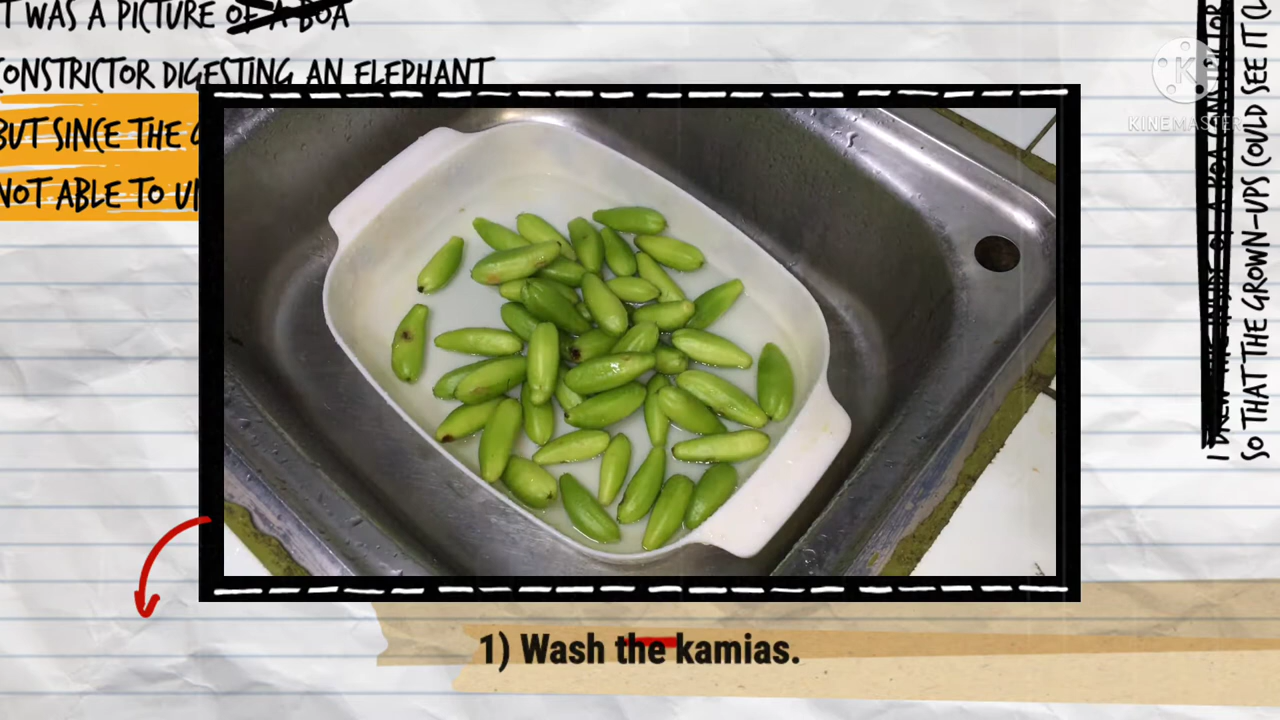 IT WAS A PICTURE OF A BOA
CONSTRICTOR DIGESTING AN ELEPHANT
BUT SINCE THE
NOT ABLE TO
KINEMASTER
SO THAT THE GROWN-UPS COULD SEE IT
1) Wash the kamias.